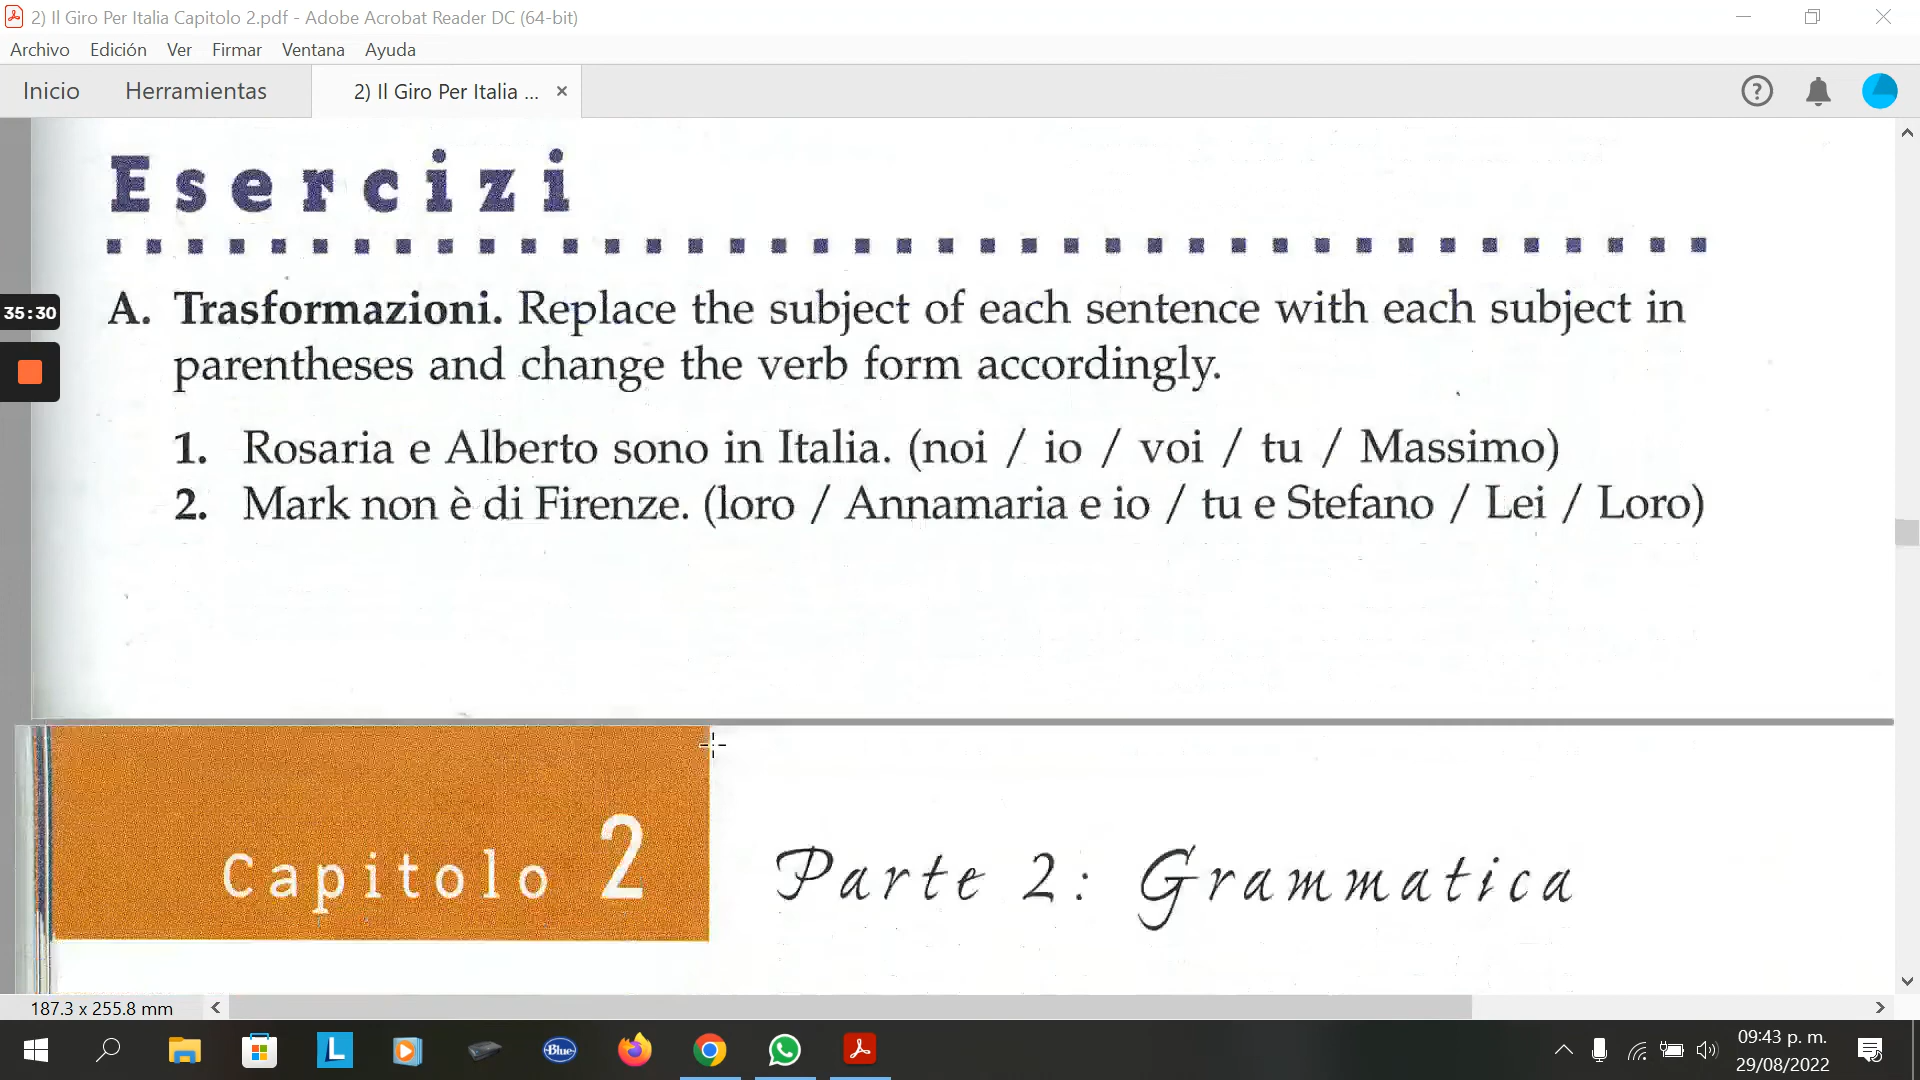 2) Il Giro Per Italia Capitolo 2.pdf - Adobe Acrobat Reader DC (64-bit)
Archivo Edición Ver Firmar Ventana Ayuda
Inicio Herramientas 2) Il Giro Per Italia ... ×
Esercizi
35:30
A. Trasformazioni. Replace the subject of each sentence with each subject in
parentheses and change the verb form accordingly.
1. Rosaria e Alberto sono in Italia. (noi / io / voi / tu / Massimo)
2. Mark non è di Firenze. (loro / Annamaria e io / tu e Stefano / Lei / Loro)
Capitolo 2 Parte 2: Grammatica
187.3 x 255.8 mm
L
Blue
09:43 p. m.
29/08/2022